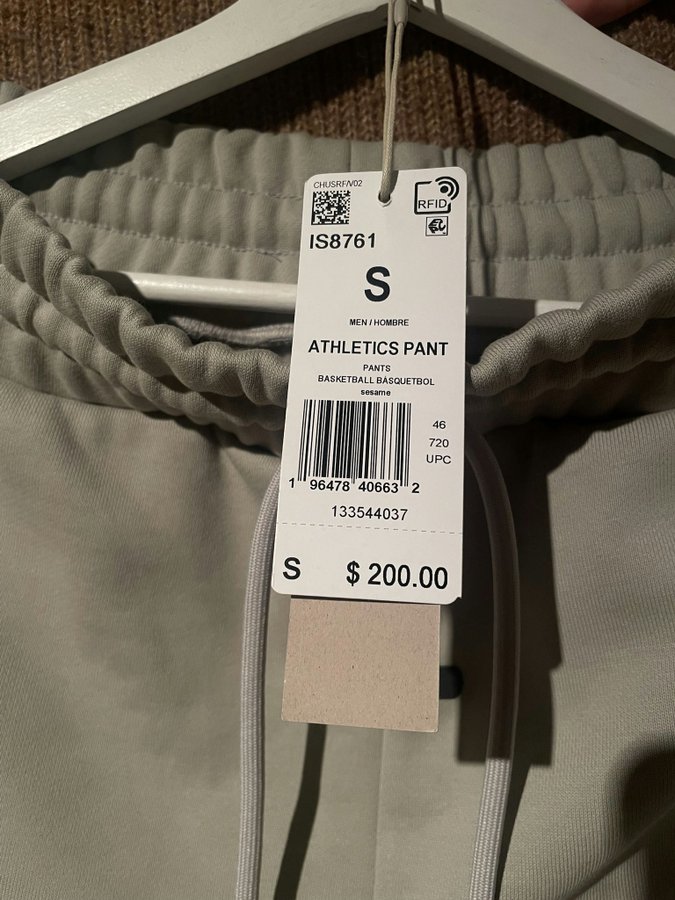 CHUSRF/V02
RFID
IS8761
S
MEN / HOMBRE
ATHLETICS PANT
PANTS
BASKETBALL BÁSQUETBOL
sesame
46
720
UPC
1 96478 40663 2
133544037
S $ 200.00